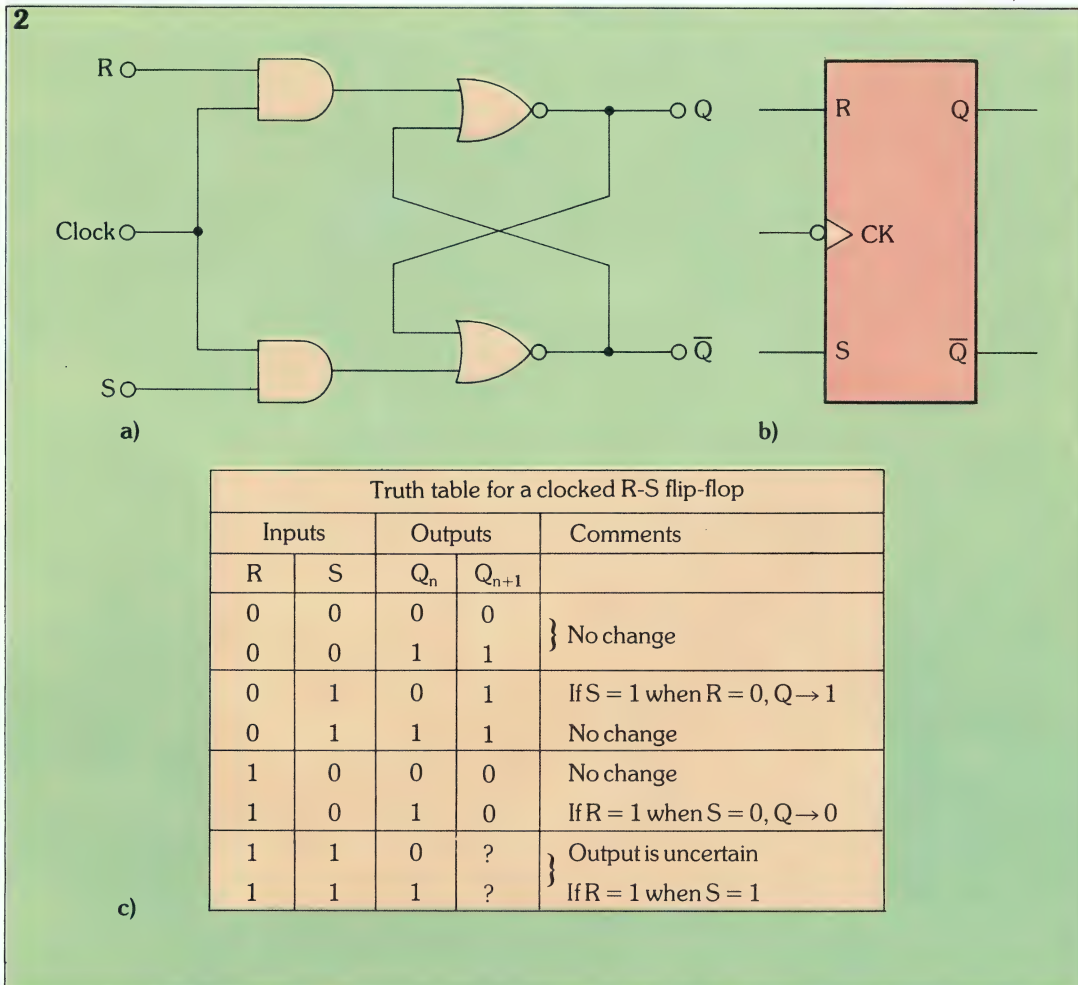 2
R
Q
Clock
S
Q̅
a)
R
Q
CK
S
Q̅
b)
Truth table for a clocked R-S flip-flop
Inputs Outputs Comments
R S Qₙ Qₙ₊₁
0 0 0 0
} No change
0 0 1 1
0 1 0 1 If S = 1 when R = 0, Q → 1
0 1 1 1 No change
1 0 0 0 No change
1 0 1 0 If R = 1 when S = 0, Q → 0
1 1 0 ? } Output is uncertain
1 1 1 ? If R = 1 when S = 1
c)